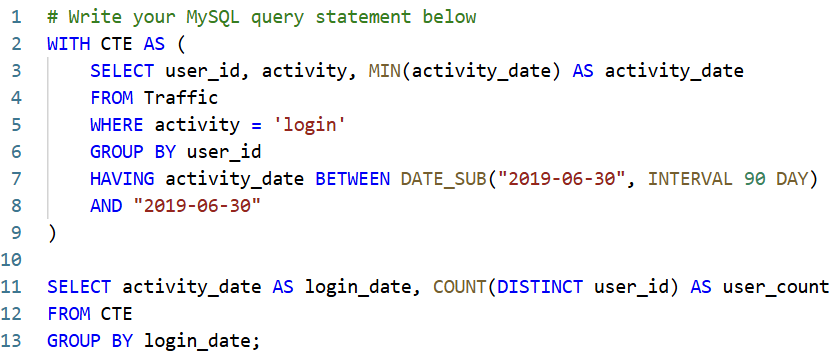 1 # Write your MySQL query statement below
2 WITH CTE AS (
3 SELECT user_id, activity, MIN(activity_date) AS activity_date
4 FROM Traffic
5 WHERE activity = 'login'
6 GROUP BY user_id
7 HAVING activity_date BETWEEN DATE_SUB("2019-06-30", INTERVAL 90 DAY)
8 AND "2019-06-30"
9 )
10
11 SELECT activity_date AS login_date, COUNT(DISTINCT user_id) AS user_count
12 FROM CTE
13 GROUP BY login_date;